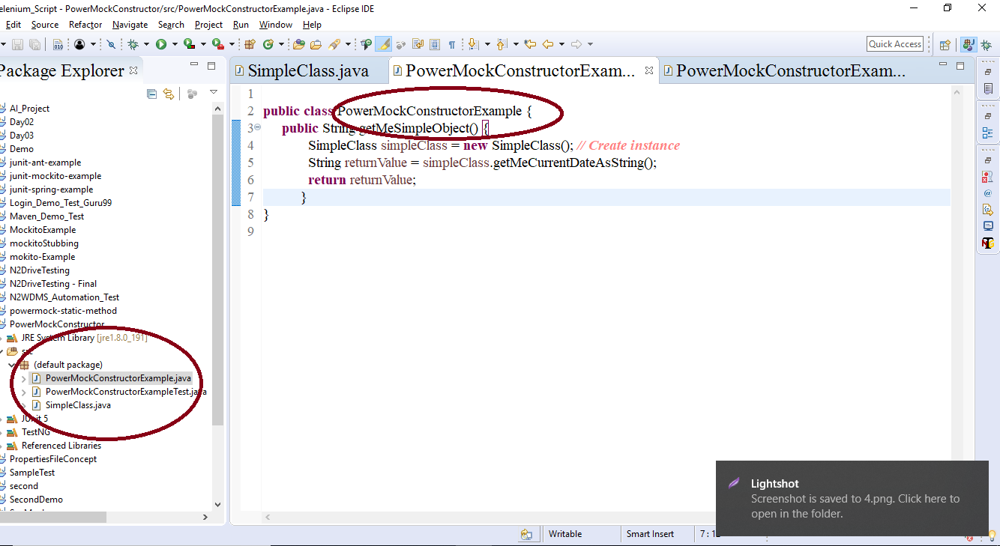 elenium_Script - PowerMockConstructor/src/PowerMockConstructorExample.java - Eclipse IDE
Edit Source Refactor Navigate Search Project Run Window Help
Quick Access
Package Explorer
SimpleClass.java
PowerMockConstructorExam...
PowerMockConstructorExam...
AI_Project
Day02
Day03
Demo
junit-ant-example
junit-mockito-example
junit-spring-example
Login_Demo_Test_Guru99
Maven_Demo_Test
MockitoExample
mockitoStubbing
mokito-Example
N2DriveTesting
N2DriveTesting - Final
N2WDMS_Automation_Test
powermock-static-method
PowerMockConstructor
JRE System Library [jre1.8.0_191]
src
(default package)
PowerMockConstructorExample.java
PowerMockConstructorExampleTest.java
SimpleClass.java
JUnit 5
TestNG
Referenced Libraries
PropertiesFileConcept
SampleTest
second
SecondDemo
1
2 public class PowerMockConstructorExample {
3 public String getMeSimpleObject() {
4 SimpleClass simpleClass = new SimpleClass(); // Create instance
5 String returnValue = simpleClass.getMeCurrentDateAsString();
6 return returnValue;
7 }
8 }
9
Lightshot
Screenshot is saved to 4.png. Click here to
open in the folder.
Writable
Smart Insert
7 :